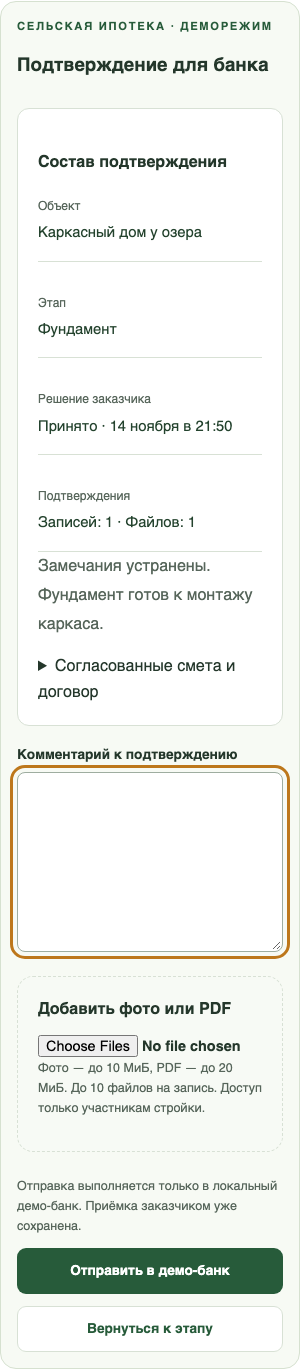 СЕЛЬСКАЯ ИПОТЕКА · ДЕМОРЕЖИМ
Подтверждение для банка
Состав подтверждения
Объект
Каркасный дом у озера
Этап
Фундамент
Решение заказчика
Принято · 14 ноября в 21:50
Подтверждения
Записей: 1 · Файлов: 1
Замечания устранены.
Фундамент готов к монтажу
каркаса.
▶ Согласованные смета и
договор
Комментарий к подтверждению
Добавить фото или PDF
Choose Files No file chosen
Фото — до 10 МиБ, PDF — до 20
МиБ. До 10 файлов на запись. Доступ
только участникам стройки.
Отправка выполняется только в локальный
демо-банк. Приёмка заказчиком уже
сохранена.
Отправить в демо-банк
Вернуться к этапу